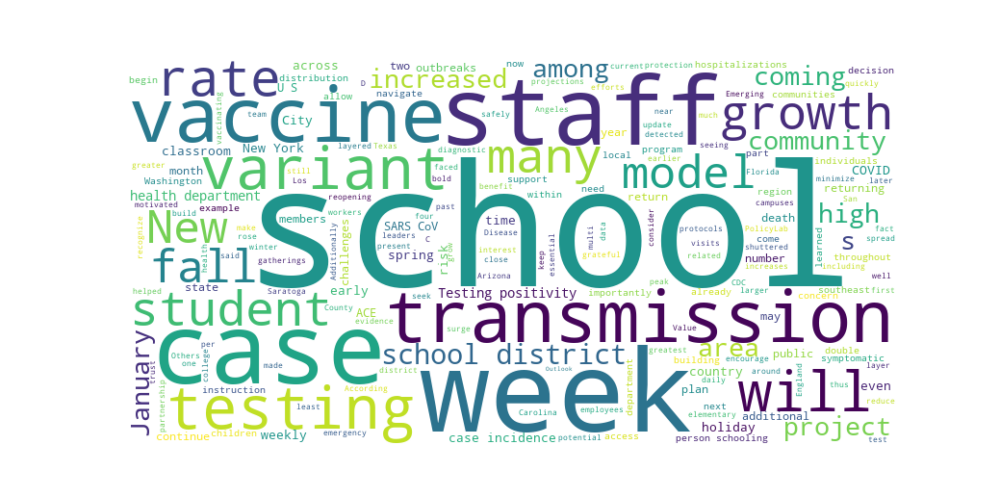 school
staff
week
case
vaccine
transmission
variant
testing
student
fall
growth
will
rate
many
model
New
high
s
increased
among
coming
community
school district
area
project
January
across
two
outbreaks
now
current
protection
hospitalizations
decision
begin
distribution
U S
navigate
projections
efforts
Emerging
communities
quickly
allow
vaccinating
team
City
layered
Texas
Angeles
safely
near
much
year
update
detected
classroom
New York
still
diagnostic
earlier
local
program
part
individuals
seeing
month
greater
Los
faced
bold
support
within
need
return
region
Florida
COVID
later
minimize
returning
San
Washington
health department
motivated
example
reopening
benefit
campuses
build
members
workers
past
four
time
death
PolicyLab
shuttered
learned
fact
spread
recognize
make
said
winter
SARS CoV
leaders
C
Disease
multi
data
consider
protocols
visits
related
come
number
increases
including
throughout
well
health
gatherings
Additionally
challenges
present
spring
close
interest
keep
essential
grateful
risk
grow
state
Saratoga
early
seek
Arizona
peak
CDC
larger
southeast
first
concern
helped
County
evidence
ACE
Testing positivity
importantly
already
surge
Value
may
double
public
building
greatest
encourage
around
England
symptomatic
layer
thus
even
reduce
country
daily
plan
department
district
According
trust
Others
one
college
per
made
partnership
instruction
least
Outlook
Carolina
employees
next
additional
elementary
holiday
person schooling
test
access
potential
case incidence
emergency
weekly
children
continue
D